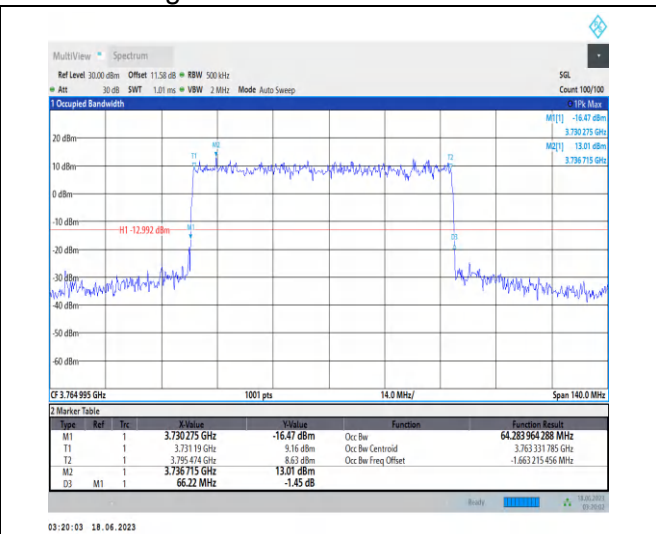 MultiView Spectrum
Ref Level 30.00 dBm Offset 11.58 dB RBW 500 kHz SGL
Att 30 dB SWT 1.01 ms VBW 2 MHz Mode Auto Sweep Count 100/100
1 Occupied Bandwidth 1Pk Max
M1[1] -16.47 dBm
3.730 275 GHz
M2[1] 13.01 dBm
3.736 715 GHz
20 dBm
M2
T1
T2
10 dBm
0 dBm
-10 dBm
H1 -12.992 dBm
M1
D3
-20 dBm
-30 dBm
-40 dBm
-50 dBm
-60 dBm
CF 3.764 995 GHz 1001 pts 14.0 MHz/ Span 140.0 MHz
2 Marker Table
Type Ref Trc X-Value Y-Value Function Function Result
M1 1 3.730 275 GHz -16.47 dBm Occ Bw 64.283 964 288 MHz
T1 1 3.731 19 GHz 9.16 dBm Occ Bw Centroid 3.763 331 785 GHz
T2 1 3.795 474 GHz 8.63 dBm Occ Bw Freq Offset -1.663 215 456 MHz
M2 1 3.736 715 GHz 13.01 dBm
D3 M1 1 66.22 MHz -1.45 dB
Ready 18.06.2023
03:20:03
03:20:03 18.06.2023